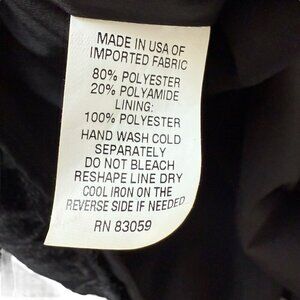 MADE IN USA OF
IMPORTED FABRIC
80% POLYESTER
20% POLYAMIDE
LINING:
100% POLYESTER
HAND WASH COLD
SEPARATELY
DO NOT BLEACH
RESHAPE LINE DRY
COOL IRON ON THE
REVERSE SIDE IF NEEDED
RN 83059